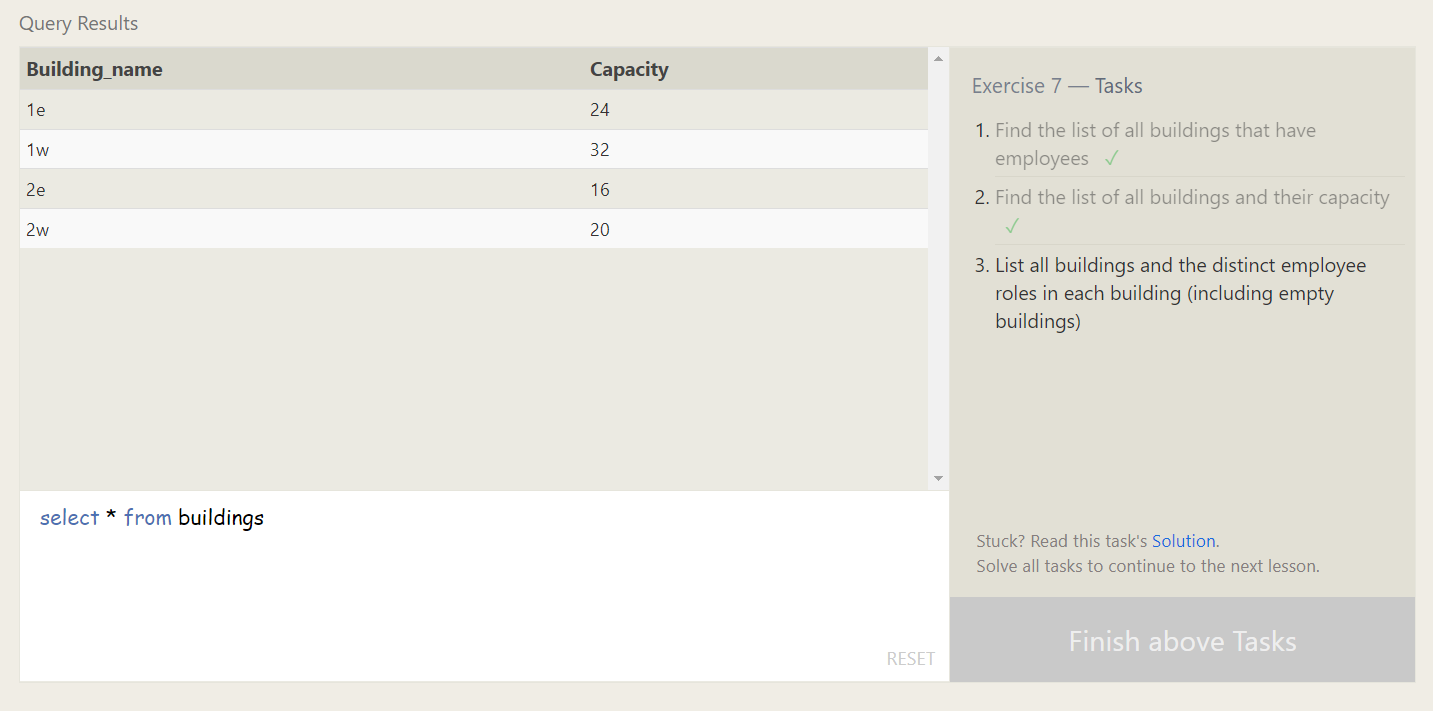 Query Results
Building_name Capacity
1e 24
1w 32
2e 16
2w 20
select * from buildings
RESET
Exercise 7 — Tasks
1. Find the list of all buildings that have
employees ✓
2. Find the list of all buildings and their capacity
✓
3. List all buildings and the distinct employee
roles in each building (including empty
buildings)
Stuck? Read this task's Solution.
Solve all tasks to continue to the next lesson.
Finish above Tasks